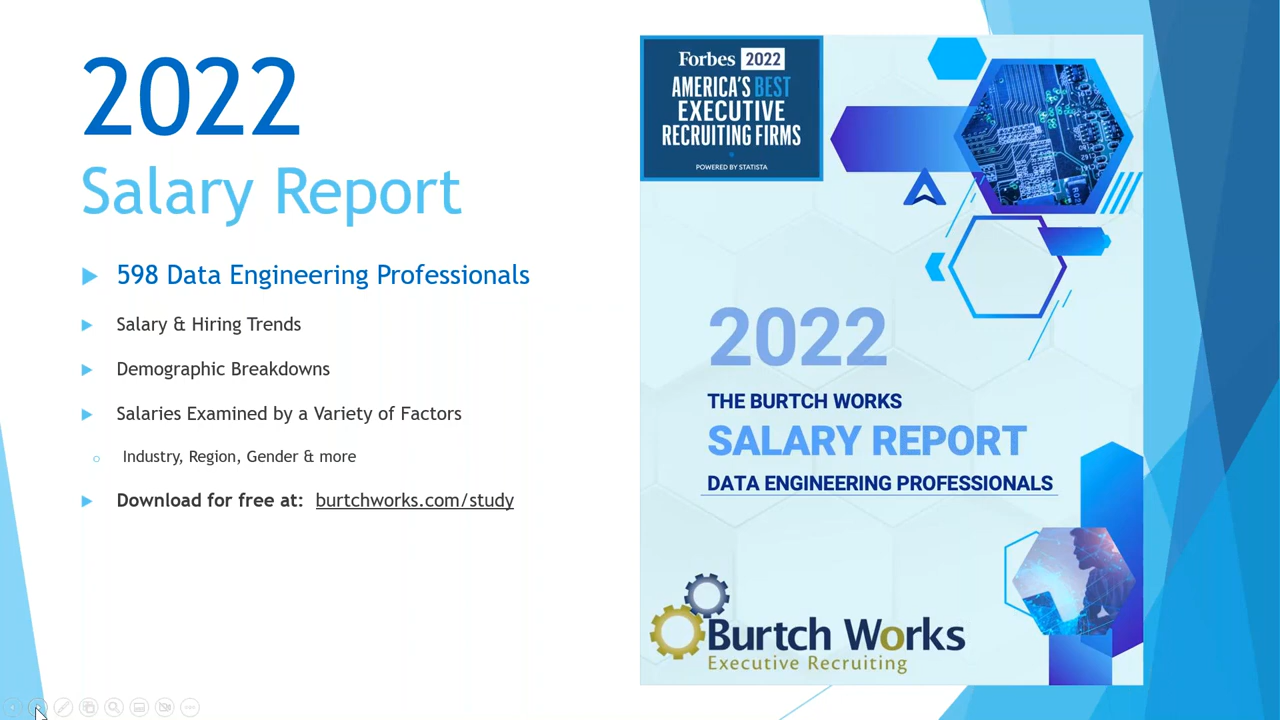 2022
Salary Report
598 Data Engineering Professionals
Salary & Hiring Trends
Demographic Breakdowns
Salaries Examined by a Variety of Factors
Industry, Region, Gender & more
Download for free at: burtchworks.com/study
Forbes 2022
AMERICA'S BEST
EXECUTIVE
RECRUITING FIRMS
POWERED BY STATISTA
2022
THE BURTCH WORKS
SALARY REPORT
DATA ENGINEERING PROFESSIONALS
Burtch Works
Executive Recruiting